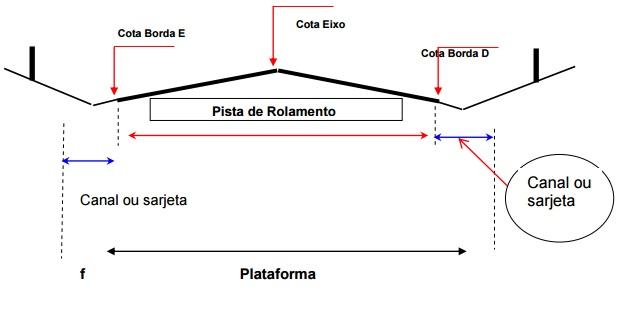 Cota Eixo
Cota Borda E
Cota Borda D
Pista de Rolamento
Canal ou sarjeta
Canal ou
sarjeta
f
Plataforma